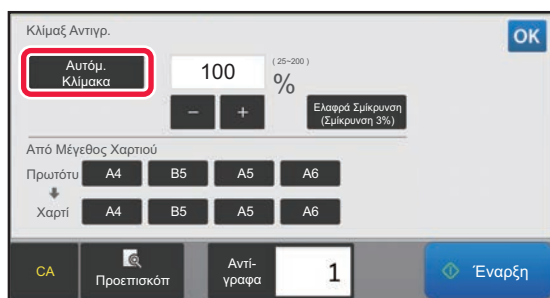 Κλίμαξ Αντιγρ.
OK
Αυτόμ.
Κλίμακα
100
(25~200)
%
−
+
Ελαφρά Σμίκρυνση
(Σμίκρυνση 3%)
Από Μέγεθος Χαρτιού
Πρωτότυ A4 B5 A5 A6
Χαρτί A4 B5 A5 A6
CA
Προεπισκόπ
Αντί-
γραφα
1
Έναρξη